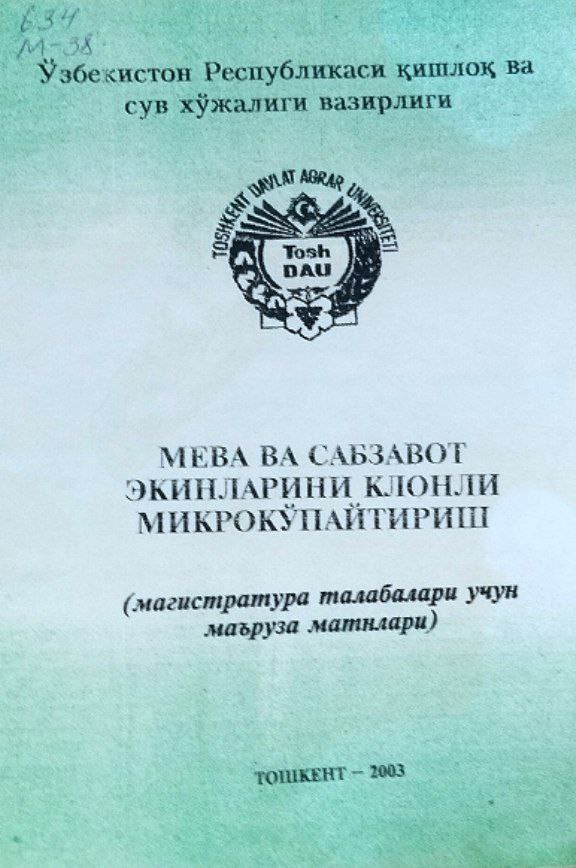 634
М-38
Ўзбекистон Республикаси қишлоқ ва
сув хўжалиги вазирлиги
TOSHKENT DAVLAT AGRAR UNIVERSITETI
Tosh
DAU
МЕВА ВА САБЗАВОТ
ЭКИНЛАРИНИ КЛОНЛИ
МИКРОКЎПАЙТИРИШ
(магистратура талабалари учун
маъруза матнлари)
ТОШКЕНТ – 2003